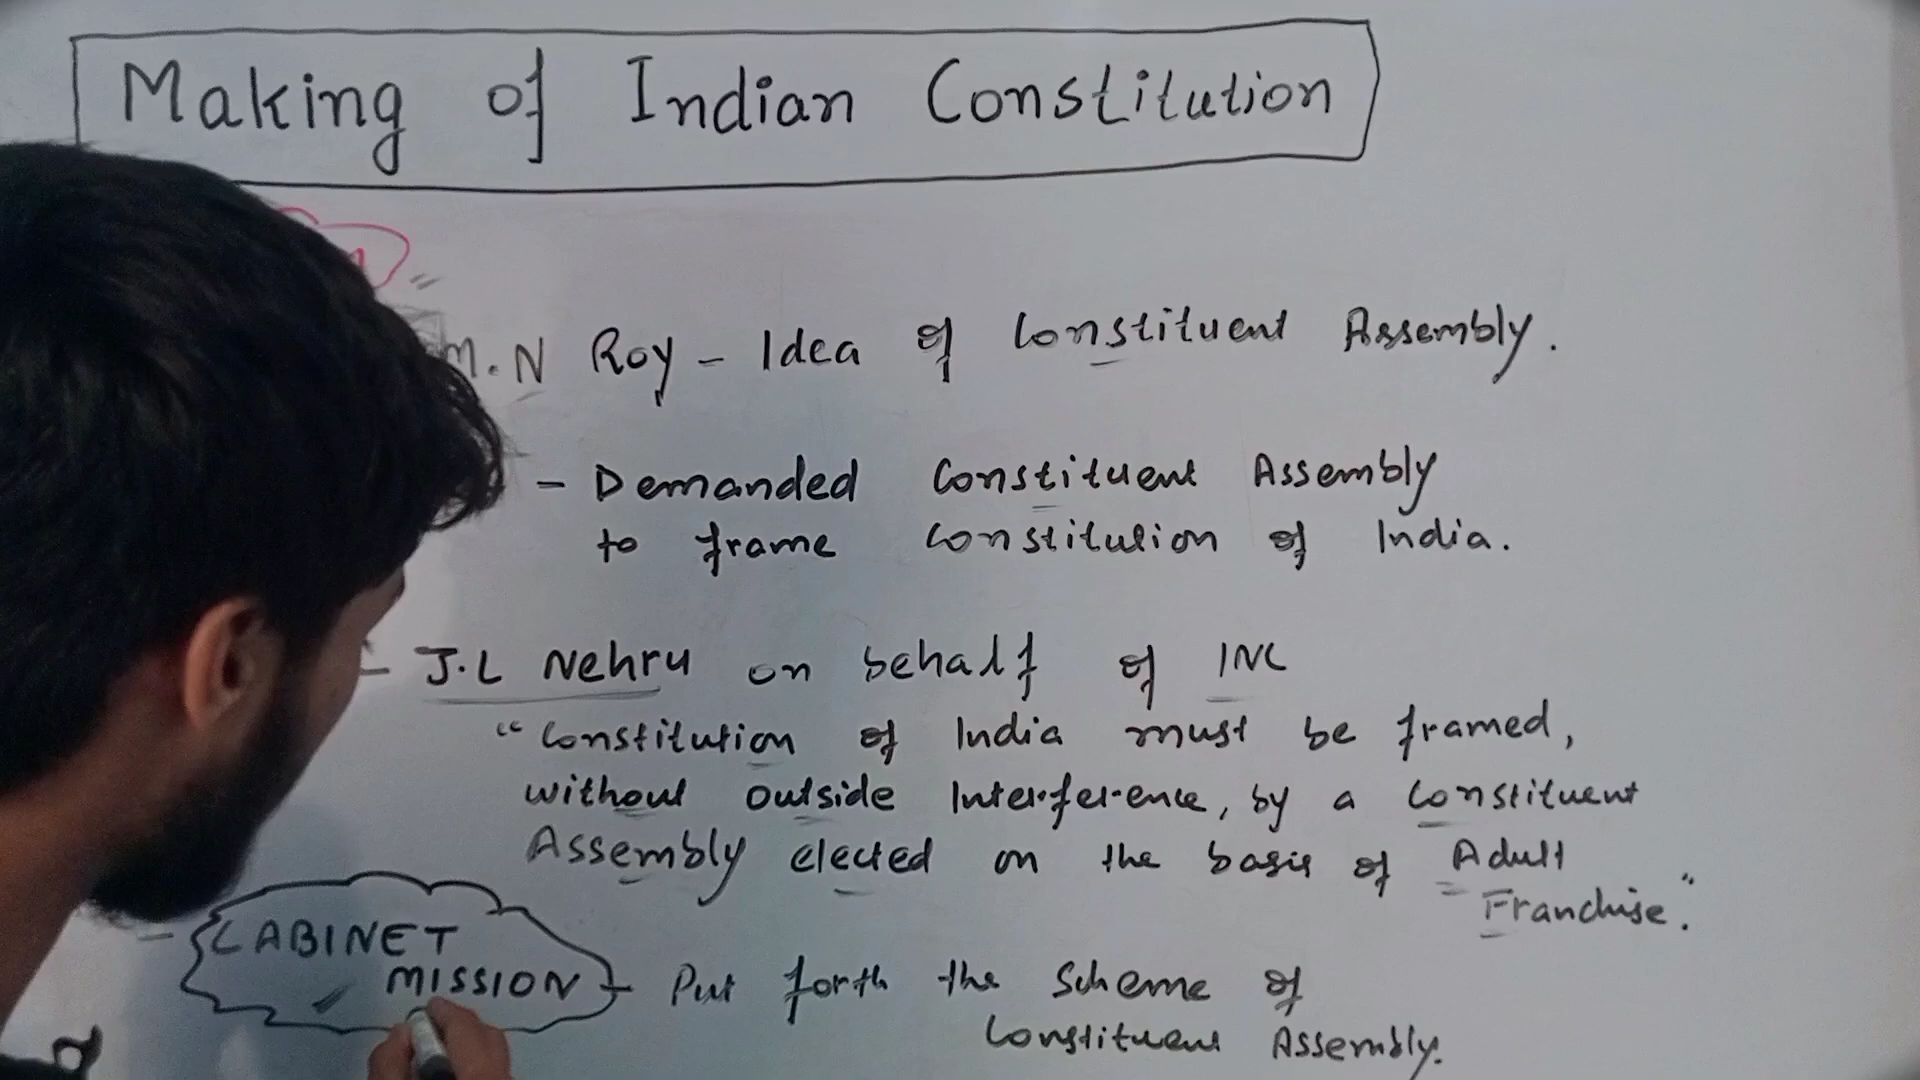 Making of Indian Constitution
M.N Roy - Idea of Constituent Assembly.
- Demanded Constituent Assembly
to frame Constitution of India.
- J.L Nehru on behalf of INC
"Constitution of India must be framed,
without outside Interference, by a Constituent
Assembly elected on the basis of Adult
Franchise."
- CABINET
MISSION - Put forth the Scheme of
Constituent Assembly.